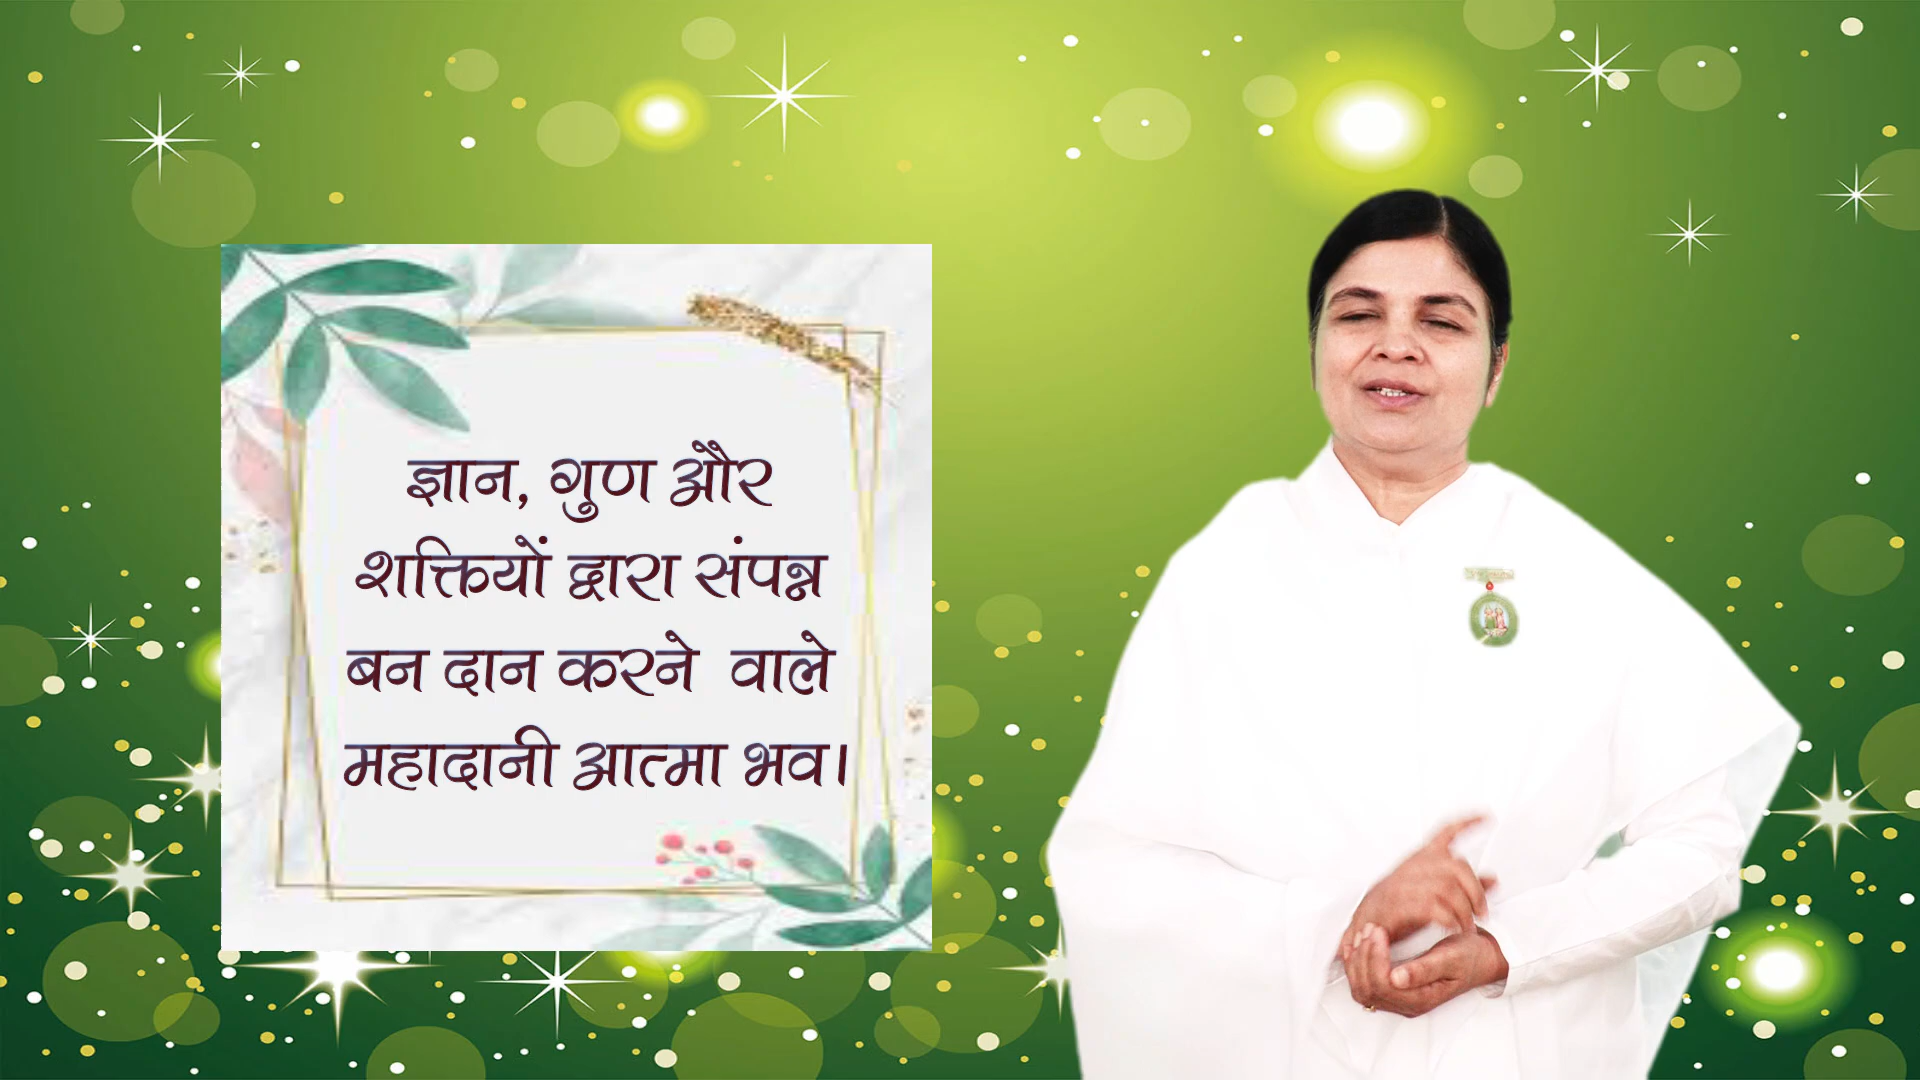 ज्ञान, गुण और
शक्तियों द्वारा संपन्न
बन दान करने वाले
महादानी आत्मा भव।